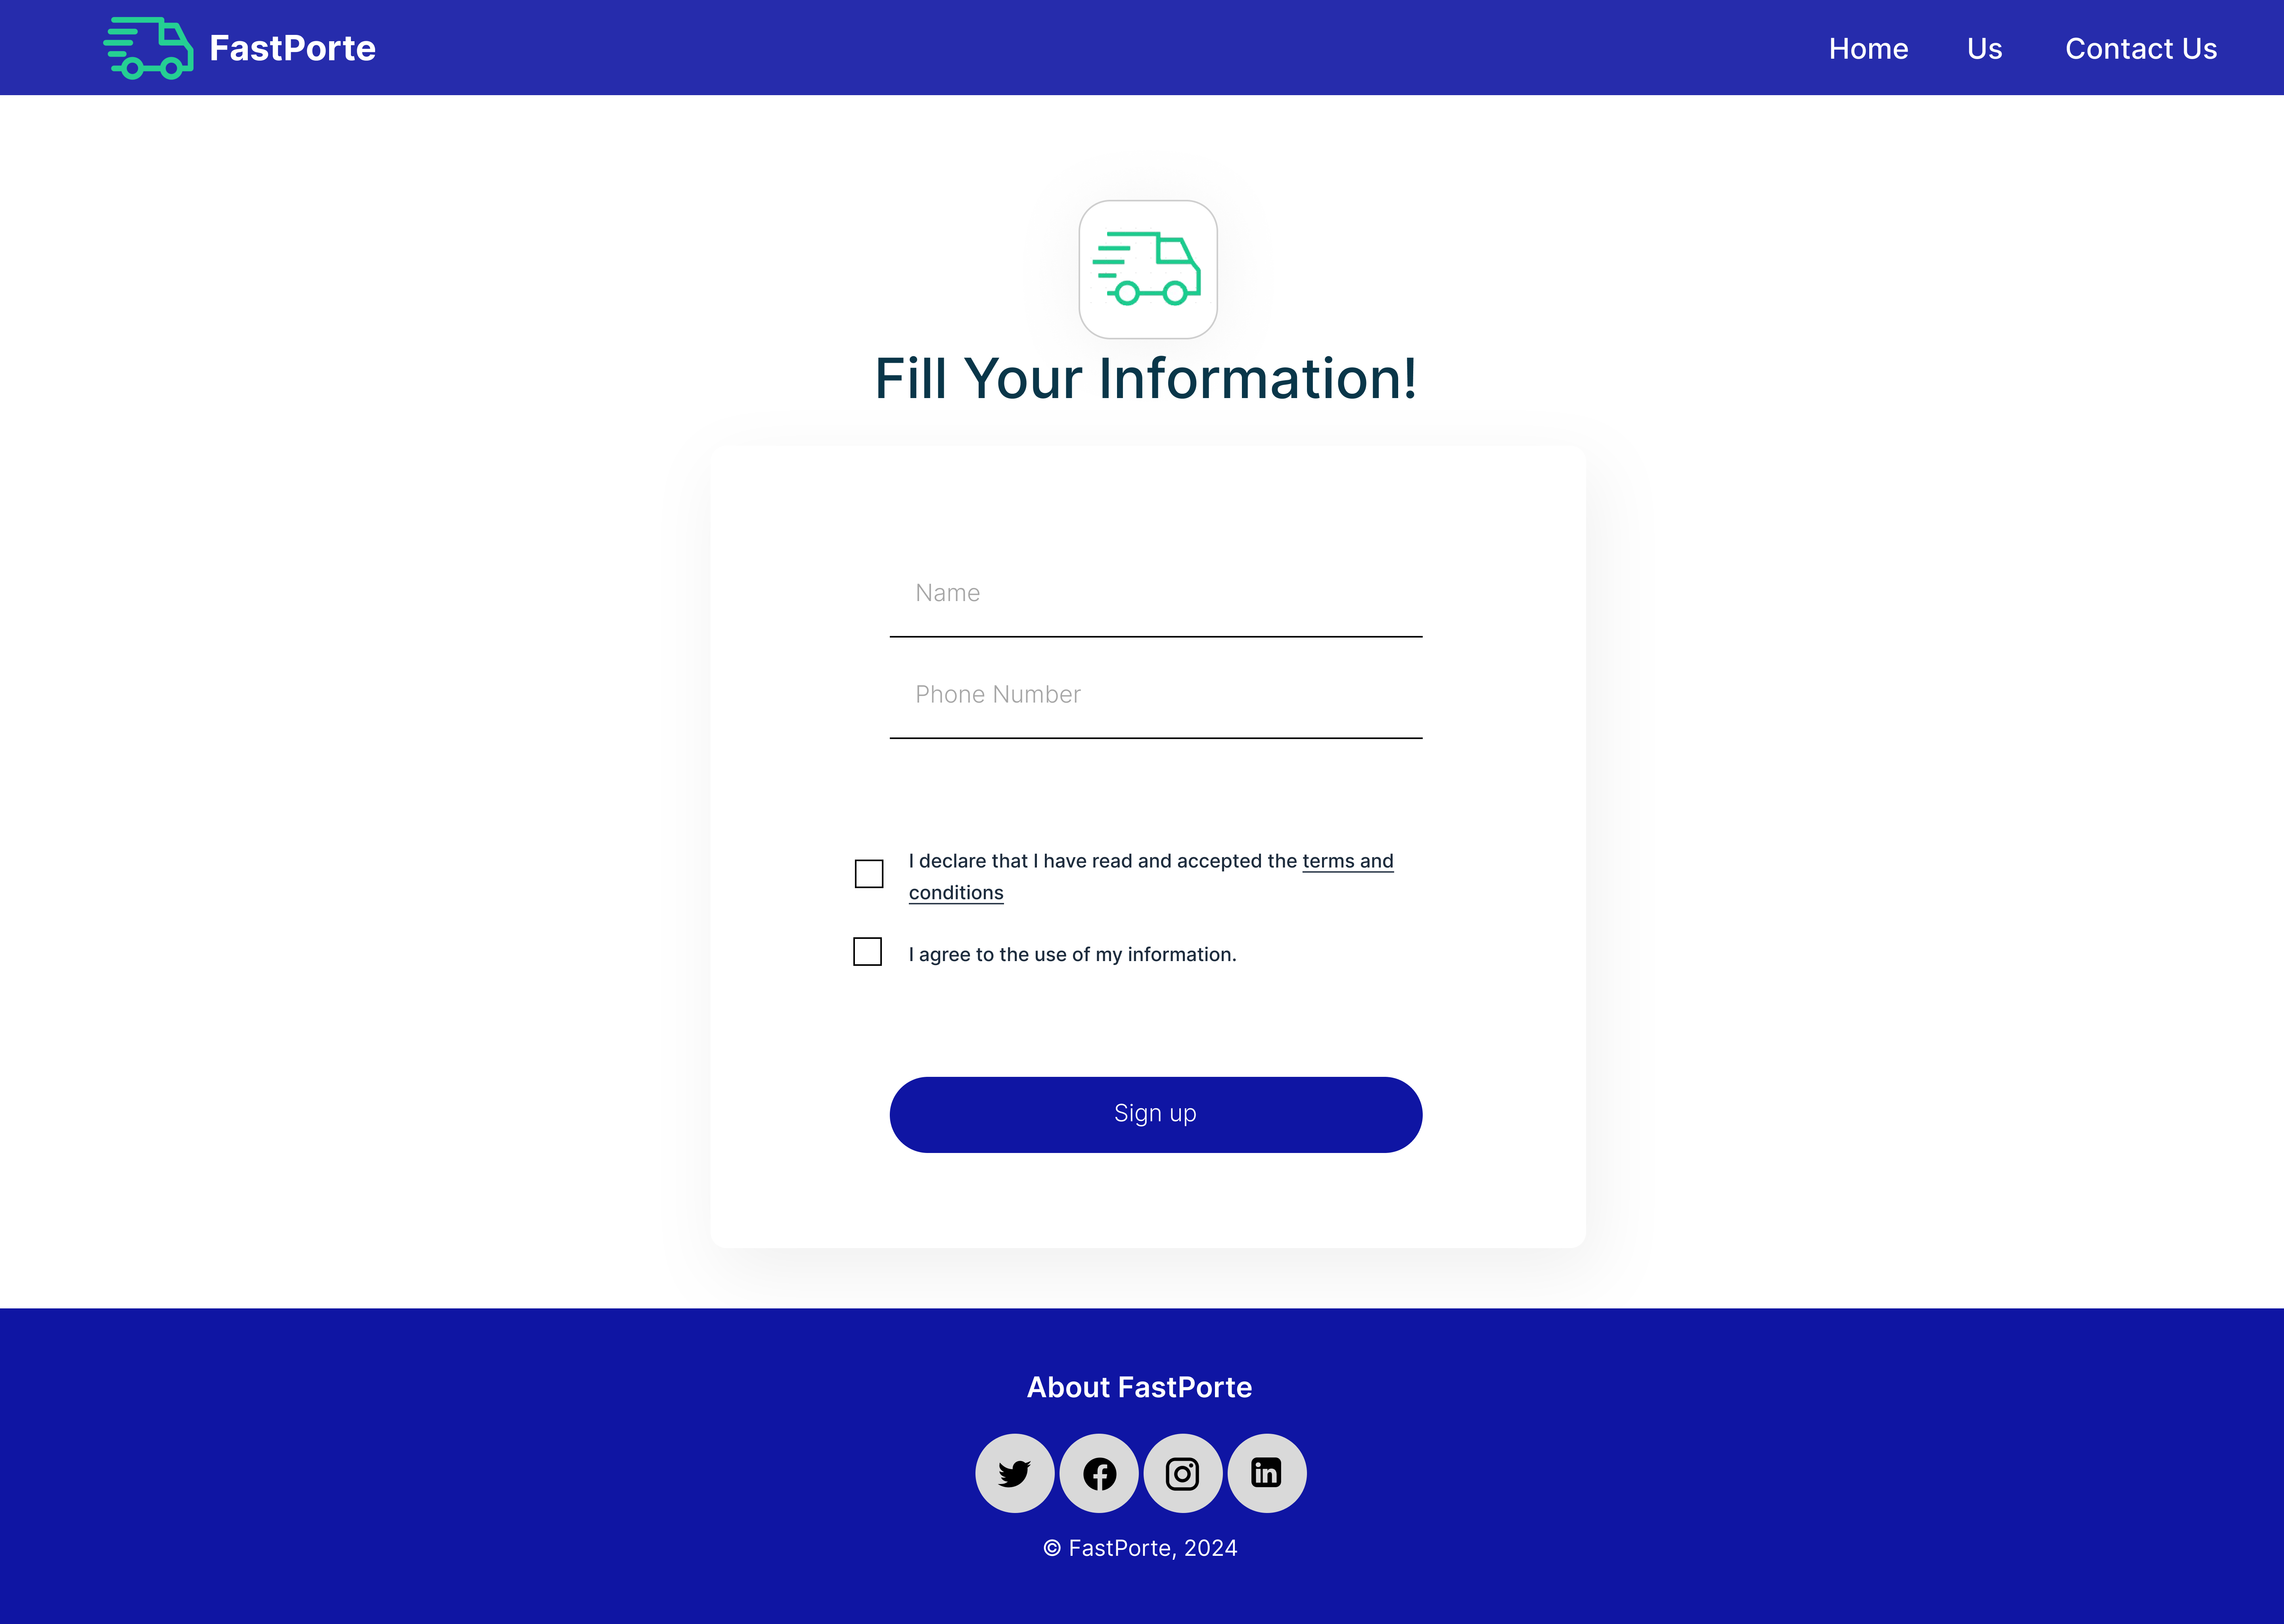 FastPorte
Home Us Contact Us
Fill Your Information!
Name
Phone Number
I declare that I have read and accepted the terms and
conditions
I agree to the use of my information.
Sign up
About FastPorte
© FastPorte, 2024